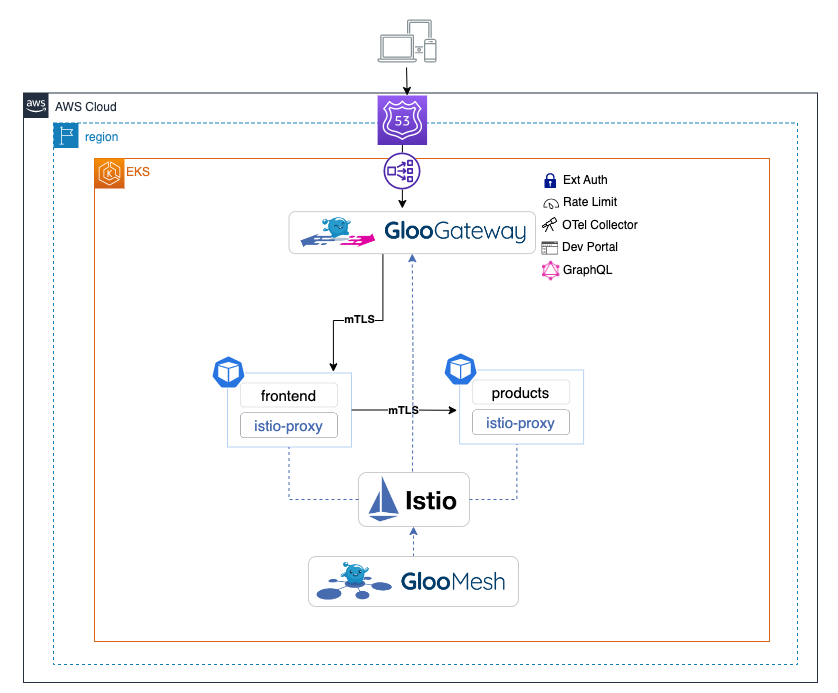 aws
AWS Cloud
53
region
EKS
Ext Auth
Rate Limit
OTel Collector
Dev Portal
GraphQL
GlooGateway
mTLS
frontend
istio-proxy
mTLS
products
istio-proxy
Istio
GlooMesh